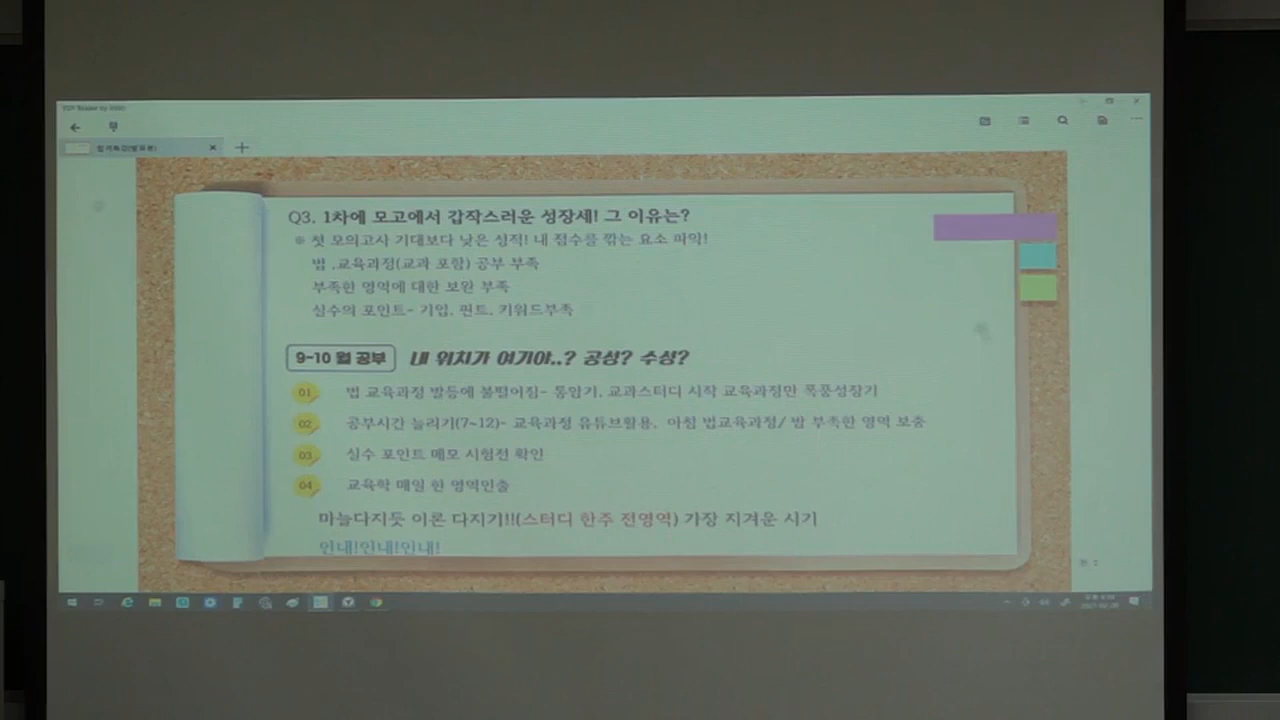 Q3. 1차에 모고에서 갑작스러운 성장세! 그 이유는?
※ 첫 모의고사 기대보다 낮은 성적! 내 점수를 깎는 요소 파악!
법 ,교육과정(교과 포함) 공부 부족
부족한 영역에 대한 보완 부족
실수의 포인트- 기입, 핀트, 키워드부족
9-10 월 공부 내 위치가 여기야..? 공성? 수성?
01 법 교육과정 발등에 불떨어짐- 통암기, 교과스터디 시작 교육과정만 폭풍성장기
02 공부시간 늘리기(7~12)- 교육과정 유튜브활용, 아침 법교육과정/ 밤 부족한 영역 보충
03 실수 포인트 메모 시험전 확인
04 교육학 매일 한 영역인출
마늘다지듯 이론 다지기!!(스터디 한주 전영역) 가장 지겨운 시기
인내!인내!인내!